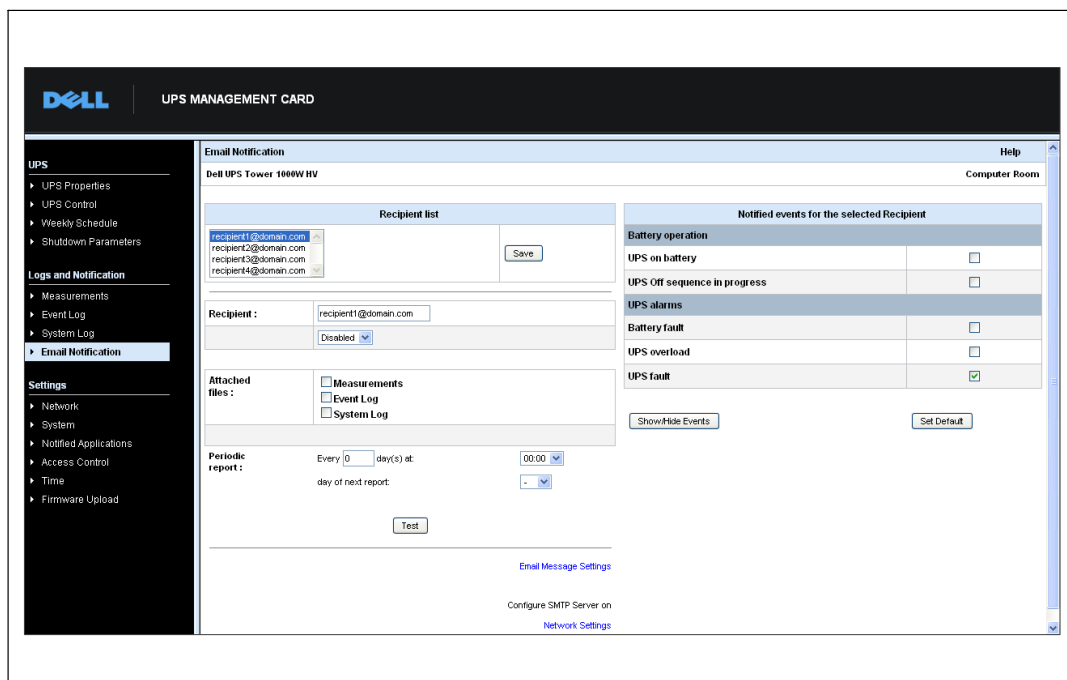 DELL
UPS MANAGEMENT CARD
UPS
UPS Properties
UPS Control
Weekly Schedule
Shutdown Parameters
Logs and Notification
Measurements
Event Log
System Log
Email Notification
Settings
Network
System
Notified Applications
Access Control
Time
Firmware Upload
Email Notification Help
Dell UPS Tower 1000W HV Computer Room
Recipient list
recipient1@domain.com
recipient2@domain.com
recipient3@domain.com
recipient4@domain.com
Save
Recipient : recipient1@domain.com
Disabled
Attached files :
Measurements
Event Log
System Log
Periodic report :
Every 0 day(s) at: 00:00
day of next report: -
Test
Email Message Settings
Configure SMTP Server on
Network Settings
Notified events for the selected Recipient
Battery operation
UPS on battery
UPS Off sequence in progress
UPS alarms
Battery fault
UPS overload
UPS fault
Show/Hide Events Set Default